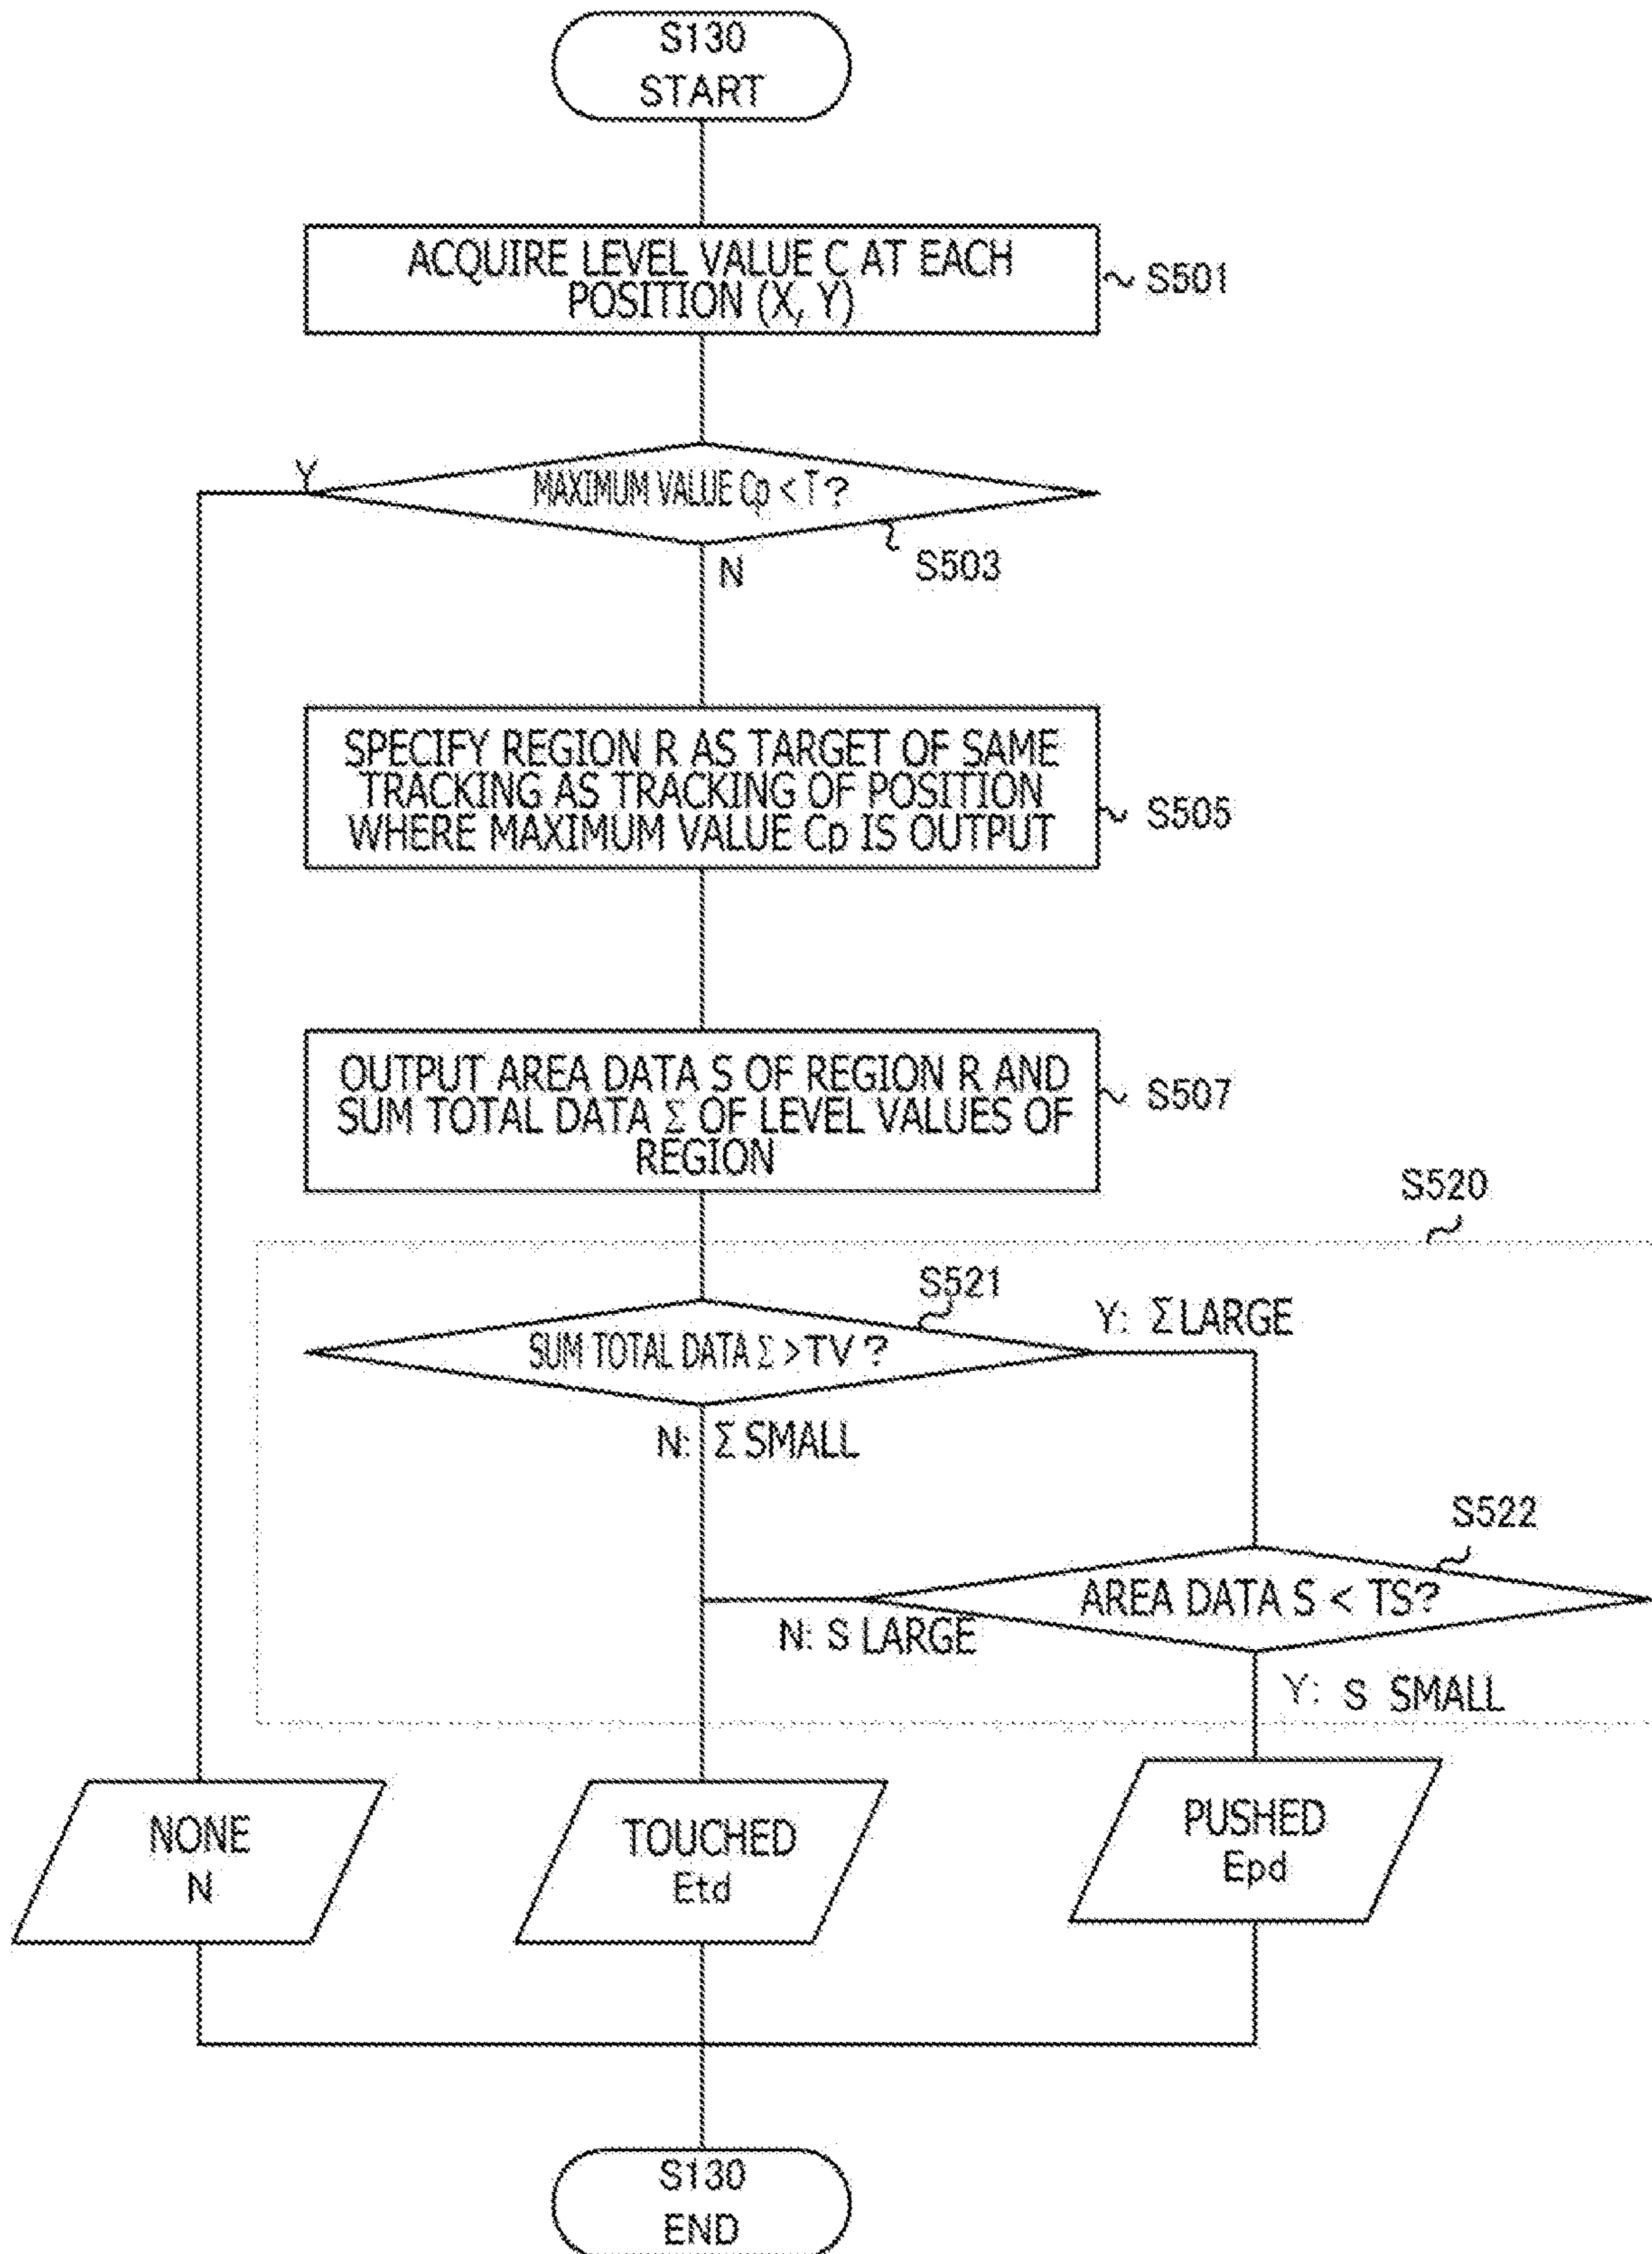 S130
START
ACQUIRE LEVEL VALUE C AT EACH
POSITION (X, Y)
S501
Y
MAXIMUM VALUE Cp < T ?
N
S503
SPECIFY REGION R AS TARGET OF SAME
TRACKING AS TRACKING OF POSITION
WHERE MAXIMUM VALUE Cp IS OUTPUT
S505
OUTPUT AREA DATA S OF REGION R AND
SUM TOTAL DATA Σ OF LEVEL VALUES OF
REGION
S507
S520
S521
SUM TOTAL DATA Σ > TV ?
Y: Σ LARGE
N: Σ SMALL
S522
AREA DATA S < TS?
N: S LARGE
Y: S SMALL
NONE
N
TOUCHED
Etd
PUSHED
Epd
S130
END